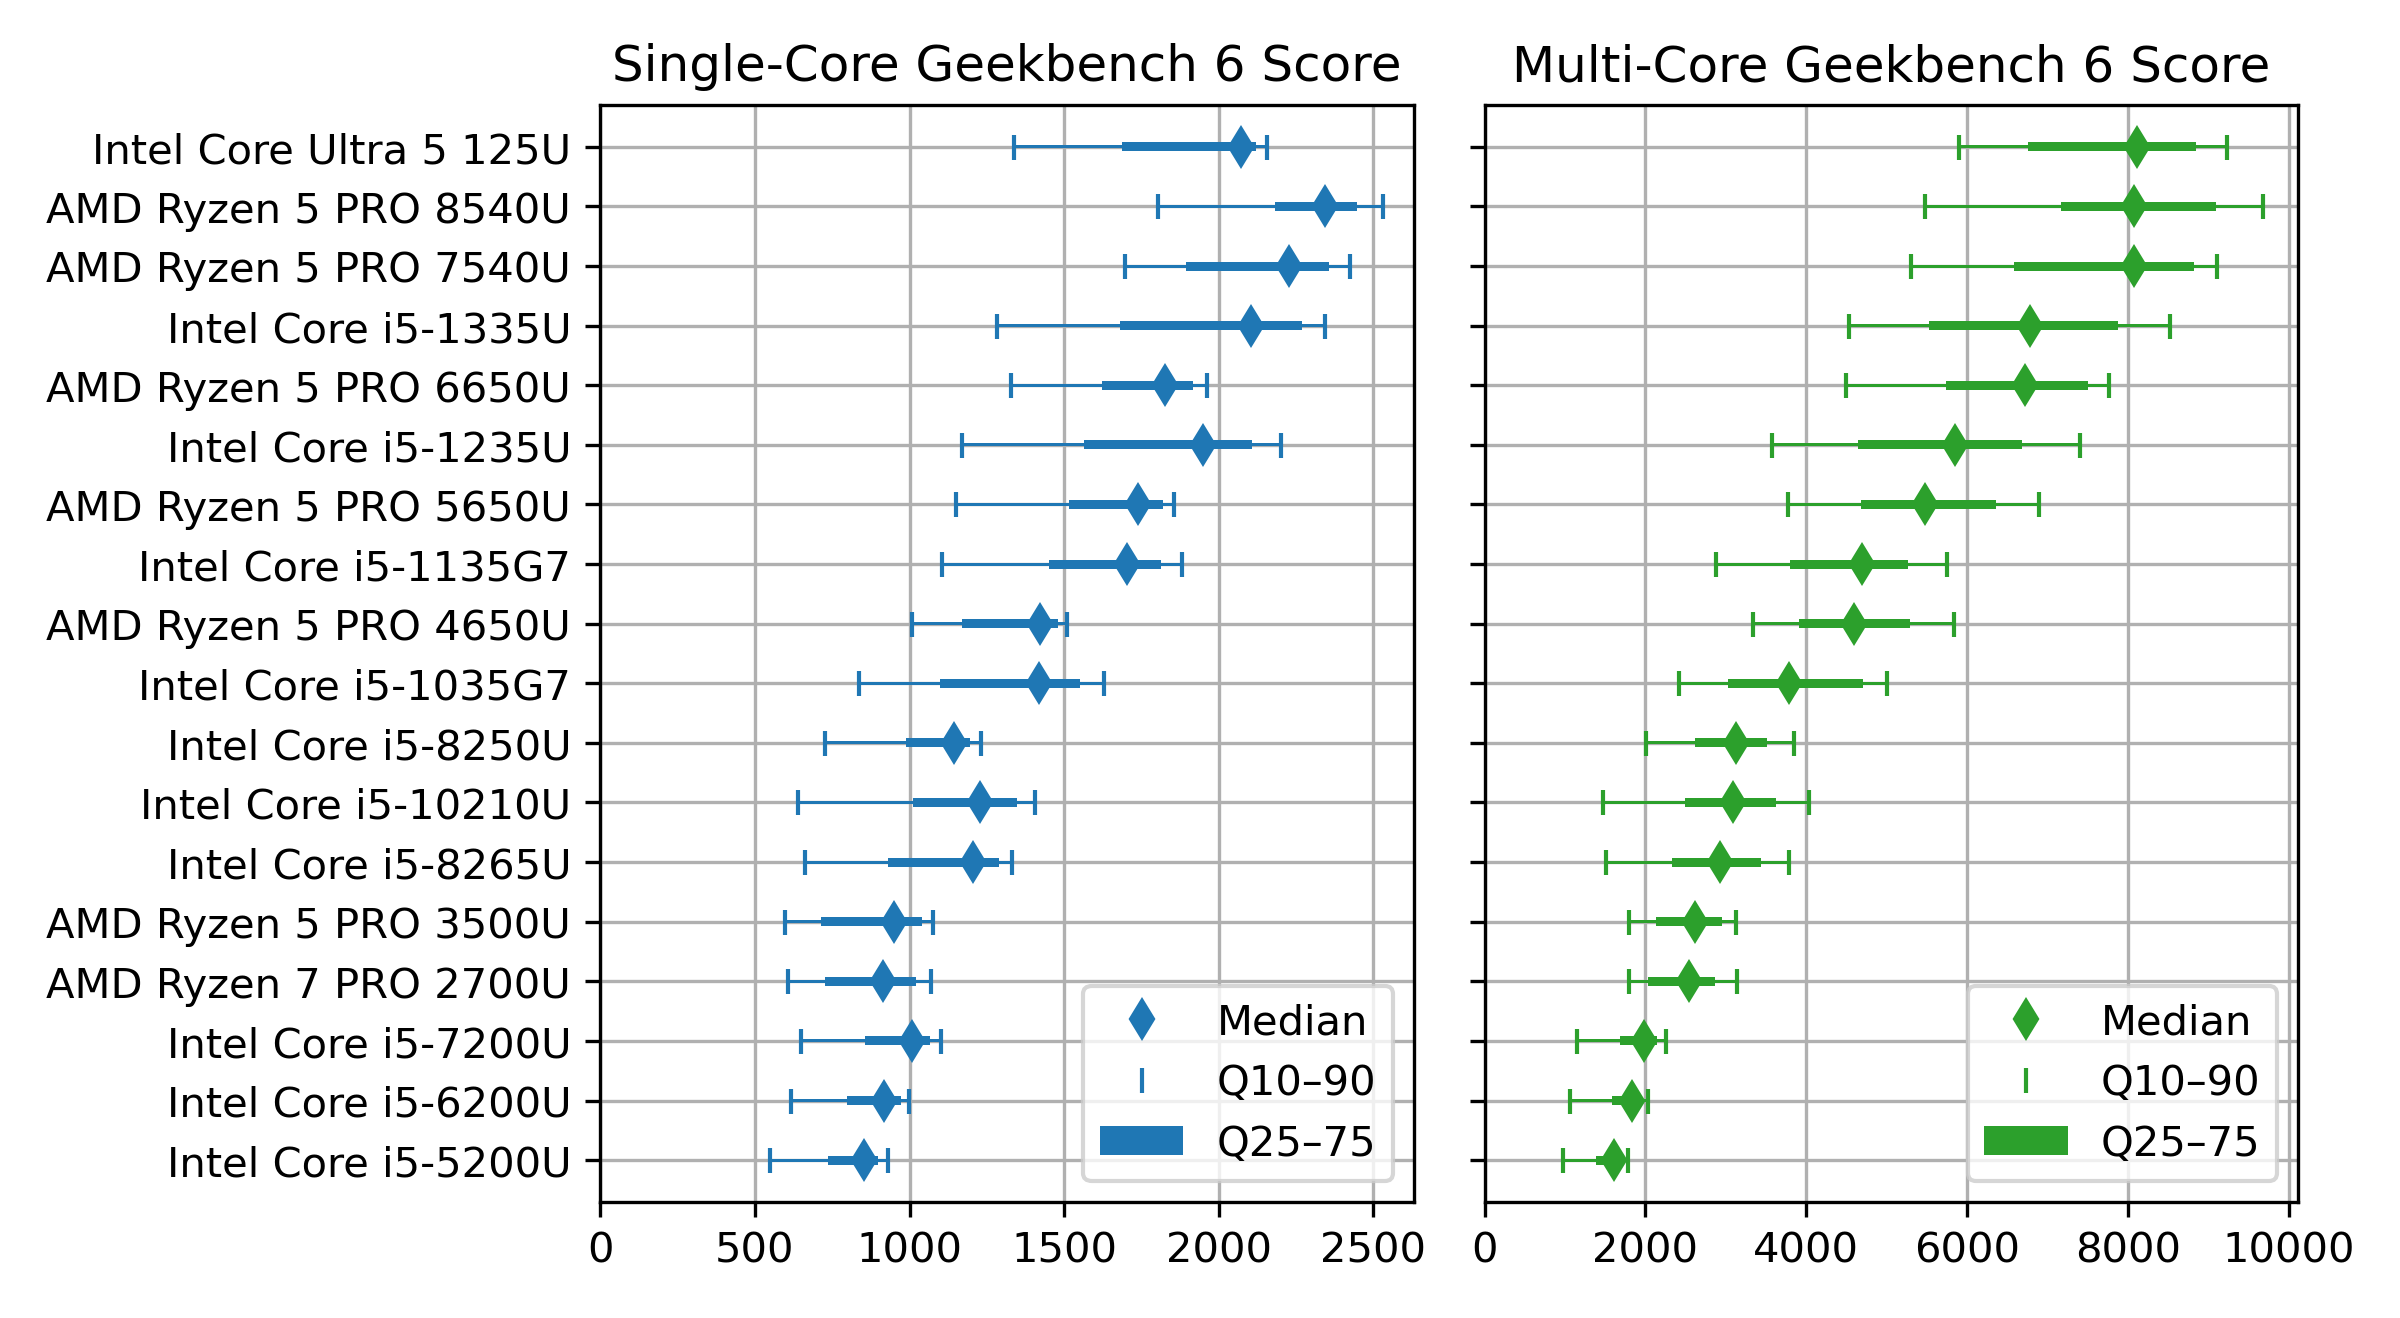 Single-Core Geekbench 6 Score
Multi-Core Geekbench 6 Score
Intel Core Ultra 5 125U
AMD Ryzen 5 PRO 8540U
AMD Ryzen 5 PRO 7540U
Intel Core i5-1335U
AMD Ryzen 5 PRO 6650U
Intel Core i5-1235U
AMD Ryzen 5 PRO 5650U
Intel Core i5-1135G7
AMD Ryzen 5 PRO 4650U
Intel Core i5-1035G7
Intel Core i5-8250U
Intel Core i5-10210U
Intel Core i5-8265U
AMD Ryzen 5 PRO 3500U
AMD Ryzen 7 PRO 2700U
Intel Core i5-7200U
Intel Core i5-6200U
Intel Core i5-5200U
Median
Q10–90
Q25–75
Median
Q10–90
Q25–75
0 500 1000 1500 2000 2500
0 2000 4000 6000 8000 10000